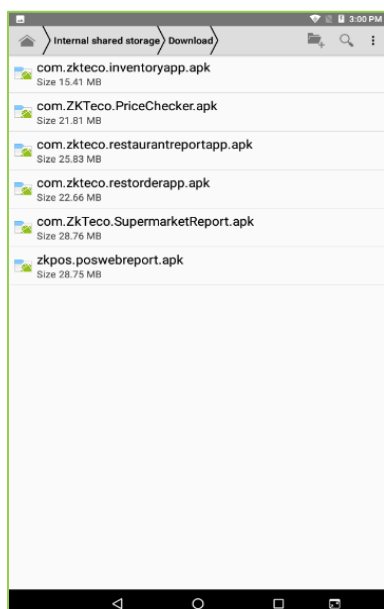 3:00 PM
Internal shared storage Download
com.zkteco.inventoryapp.apk
Size 15.41 MB
com.ZKTeco.PriceChecker.apk
Size 21.81 MB
com.zkteco.restaurantreportapp.apk
Size 25.83 MB
com.zkteco.restorderapp.apk
Size 22.66 MB
com.ZkTeco.SupermarketReport.apk
Size 28.76 MB
zkpos.poswebreport.apk
Size 28.75 MB